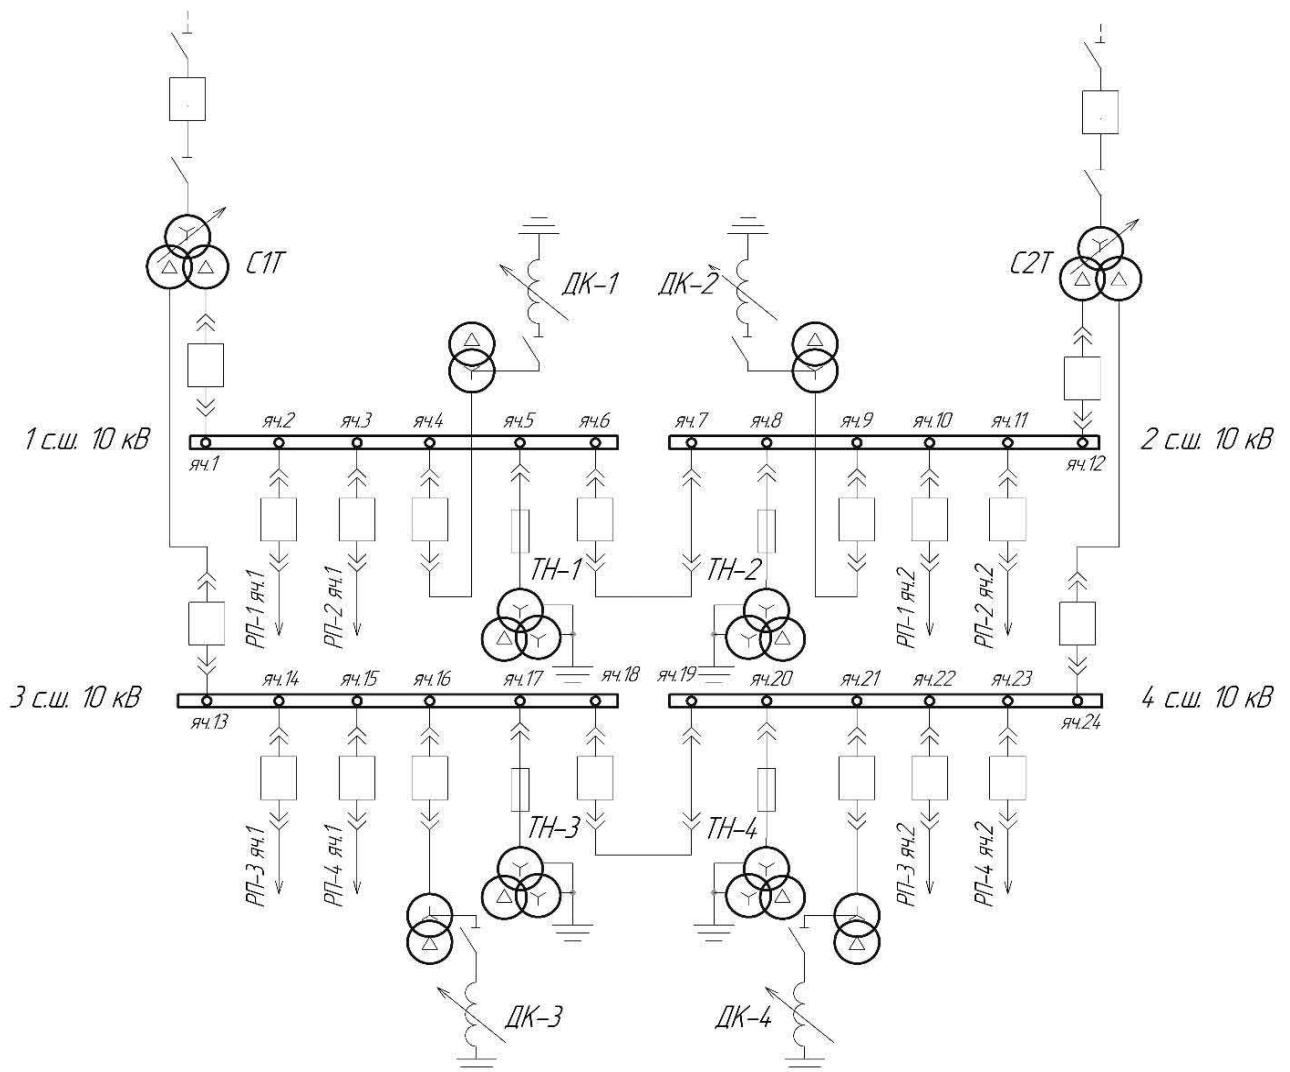 С1Т
С2Т
ДК-1
ДК-2
1 с.ш. 10 кВ
яч.1
яч.2
яч.3
яч.4
яч.5
яч.6
яч.7
яч.8
яч.9
яч.10
яч.11
яч.12
2 с.ш. 10 кВ
РП-1 яч.1
РП-2 яч.1
ТН-1
ТН-2
РП-1 яч.2
РП-2 яч.2
3 с.ш. 10 кВ
яч.13
яч.14
яч.15
яч.16
яч.17
яч.18
яч.19
яч.20
яч.21
яч.22
яч.23
яч.24
4 с.ш. 10 кВ
РП-3 яч.1
РП-4 яч.1
ТН-3
ТН-4
РП-3 яч.2
РП-4 яч.2
ДК-3
ДК-4